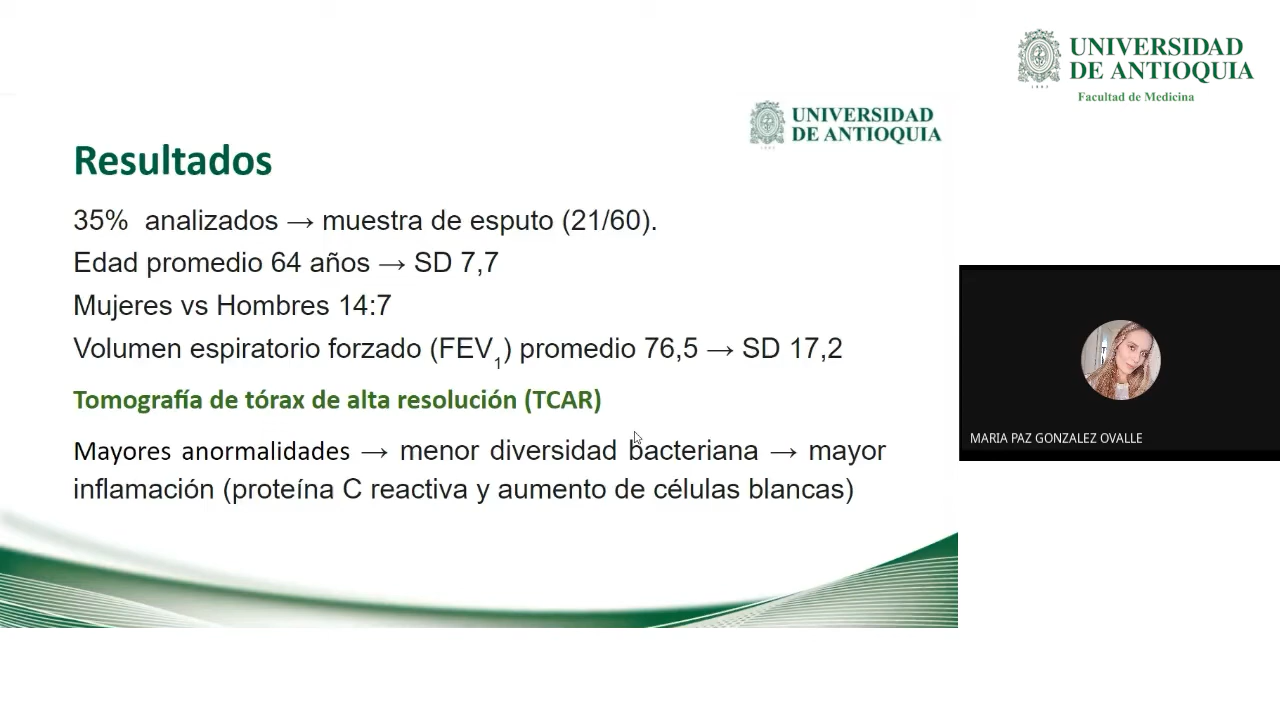 UNIVERSIDAD
DE ANTIOQUIA
1803
Facultad de Medicina
UNIVERSIDAD
DE ANTIOQUIA
Resultados
35% analizados → muestra de esputo (21/60).
Edad promedio 64 años → SD 7,7
Mujeres vs Hombres 14:7
Volumen espiratorio forzado (FEV₁) promedio 76,5 → SD 17,2
Tomografía de tórax de alta resolución (TCAR)
Mayores anormalidades → menor diversidad bacteriana → mayor
inflamación (proteína C reactiva y aumento de células blancas)
MARIA PAZ GONZALEZ OVALLE